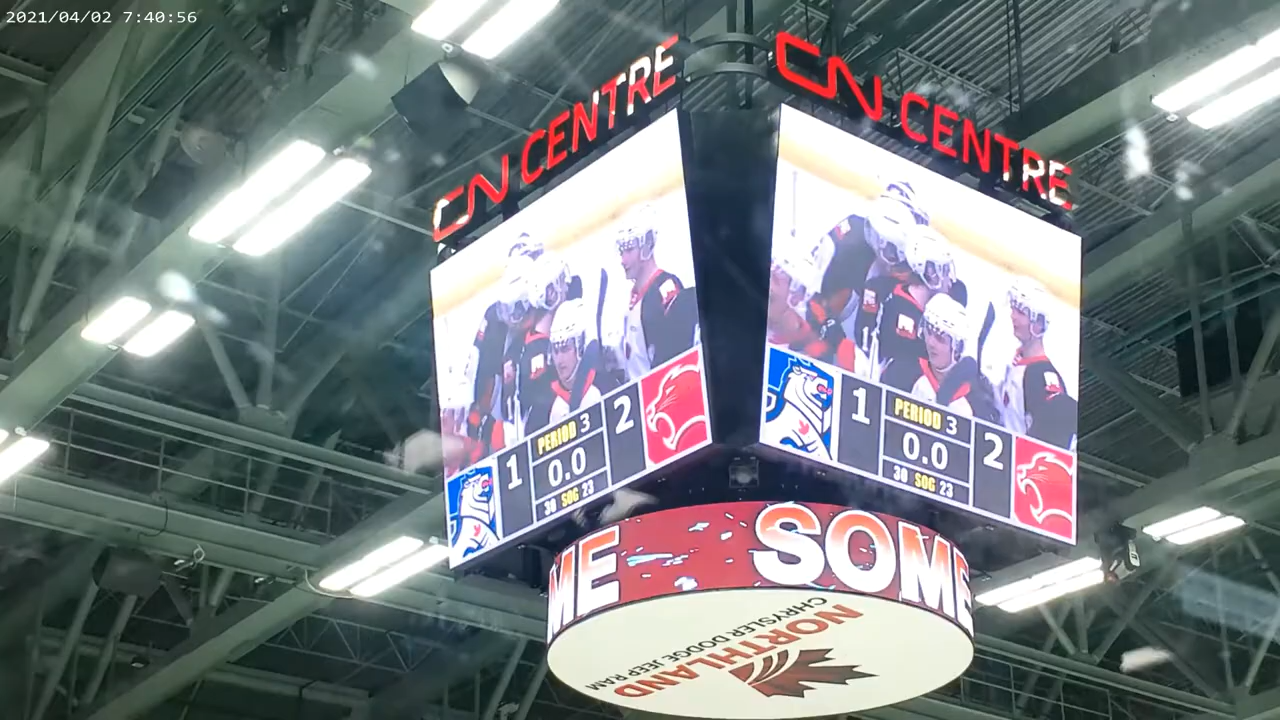 2021/04/02 7:40:56
CN CENTRE
CN CENTRE
1
PERIOD 3
0.0
30 SOG 23
2
1
PERIOD 3
0.0
30 SOG 23
2
ME
SOME
NORTHLAND
CHRYSLER DODGE JEEP RAM